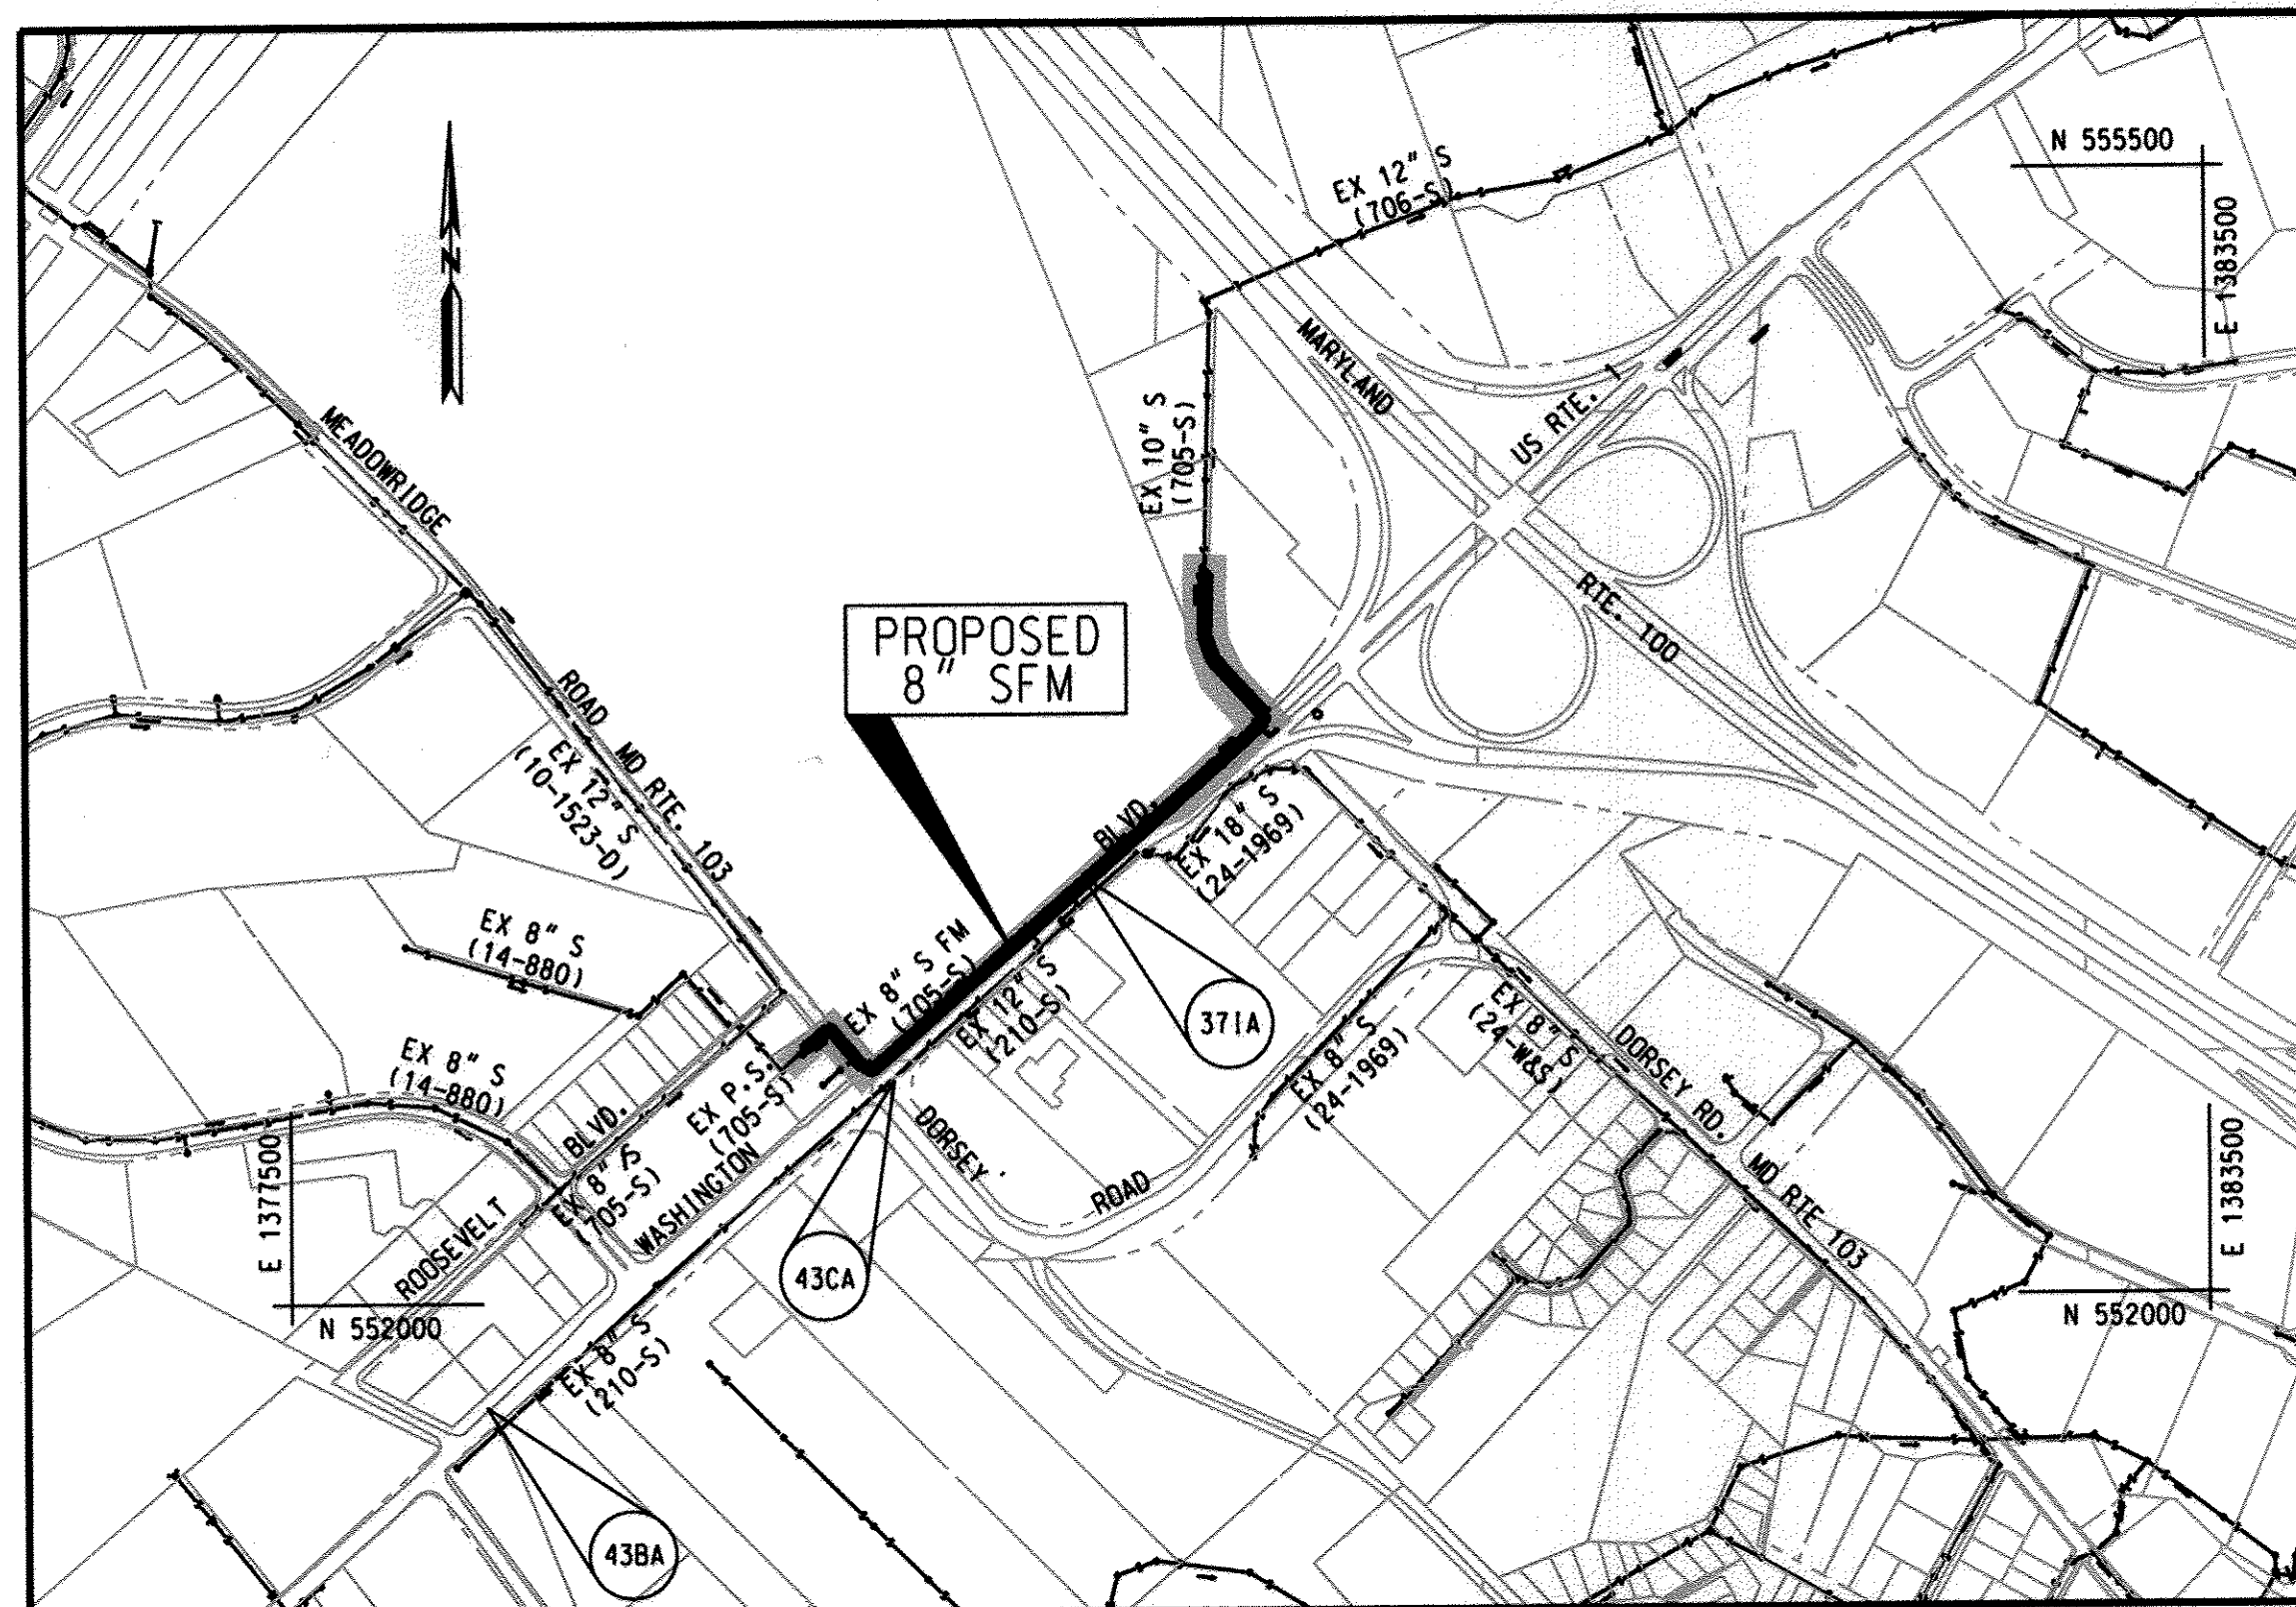 N 555500
E 1383500
EX 12" S
(706-S)
N
MARYLAND
US RTE.
EX 10" S
(705-S)
MEADOWRIDGE
RTE. 100
PROPOSED
8" SFM
ROAD
MD RTE. 103
EX 12" S
(10-1523-D)
BLVD.
EX 18" S
(24-1969)
EX 8" S
(14-880)
EX 8" S FM
(705-S)
EX 12" S
(210-S)
371A
EX 8" S
(24-W&S)
DORSEY RD.
EX 8" S
(24-1969)
EX 8" S
(14-880)
EX P.S.
(705-S)
BLVD.
DORSEY
ROAD
EX 8" S
(705-S)
WASHINGTON
ROOSEVELT
E 1377500
N 552000
MD RTE 103
E 1383500
N 552000
43CA
EX 8" S
(210-S)
43BA